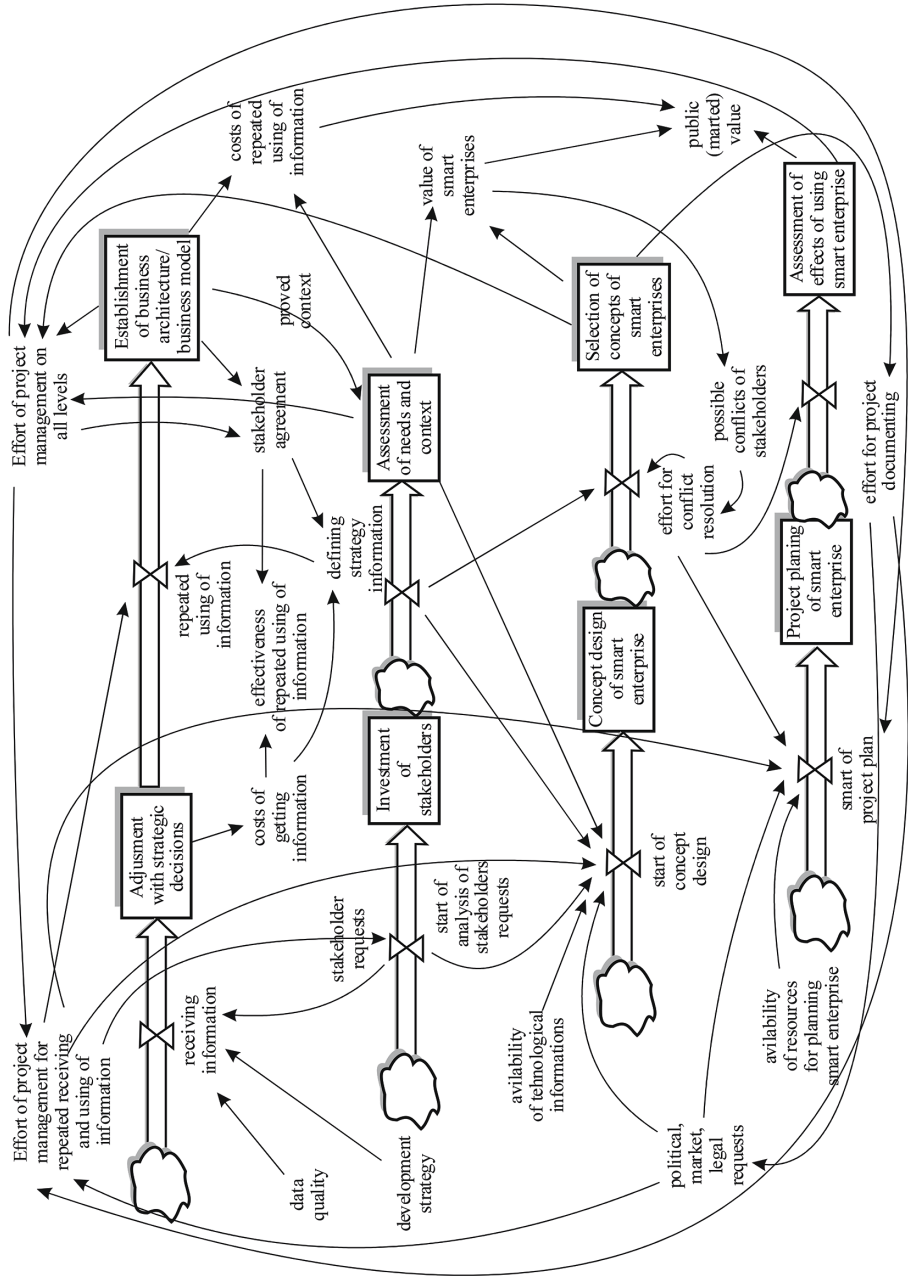 Effort of project
management on
all levels
Establishment
of business
architecture/
business model
costs of
repeated
using of
information
proved
context
stakeholder
agreement
repeated
using of
information
defining
strategy
information
effectiveness
of repeated using of
information
costs of
getting
information
Adjusment
with strategic
decisions
Effort of project
management for
repeated receiving
and using of
information
receiving
information
data
quality
development
strategy
stakeholder
requests
start of
analysis of
stakeholders
requests
Investment
of
stakeholders
Assessment
of needs and
context
value of
smart
enterprises
public
(marted)
value
Selection of
concepts of
smart
enterprises
possible
conflicts of
stakeholders
effort for
conflict
resolution
Concept design
of smart
enterprise
start of
concept
design
avilability
of tehnological
informations
political,
market,
legal
requests
Assessment of
effects of using
smart enterprise
effort for project
documenting
Project planing
of smart
enterprise
smart of
project plan
avilability
of resources
for planning
smart enterprise